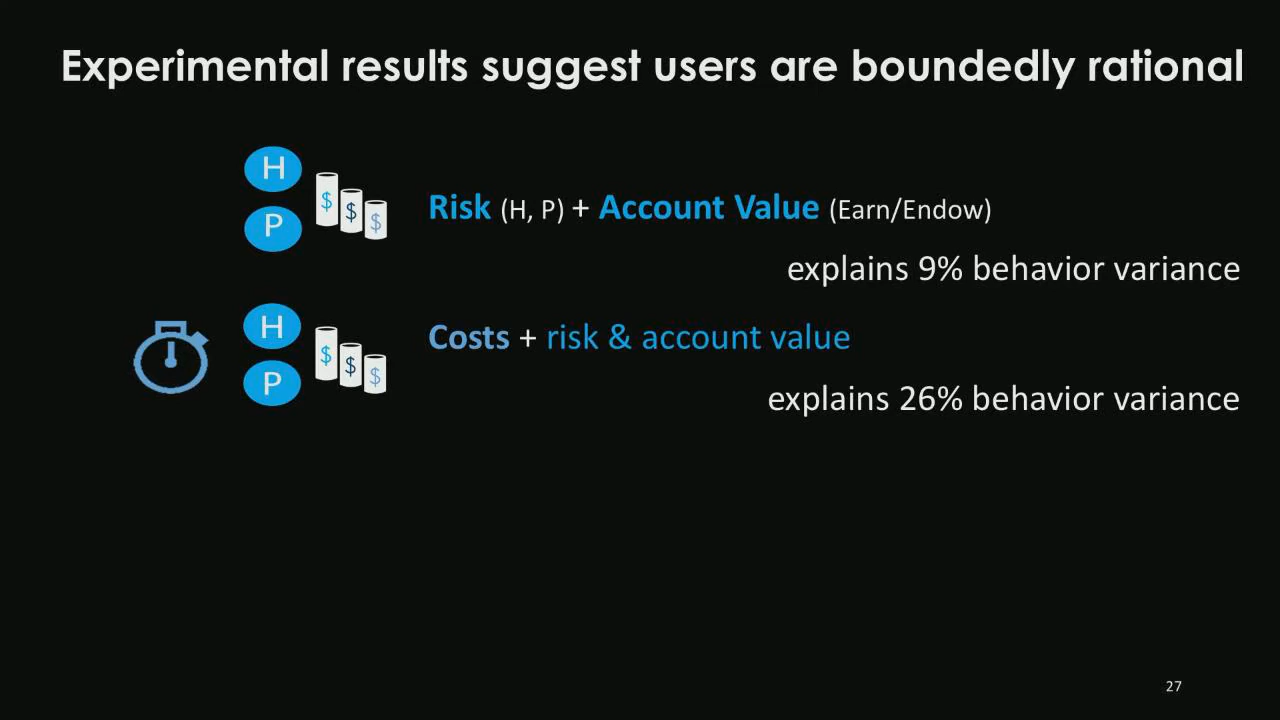 Experimental results suggest users are boundedly rational
H
P
$ $ $
Risk (H, P) + Account Value (Earn/Endow)
explains 9% behavior variance
H
P
$ $ $
Costs + risk & account value
explains 26% behavior variance
27